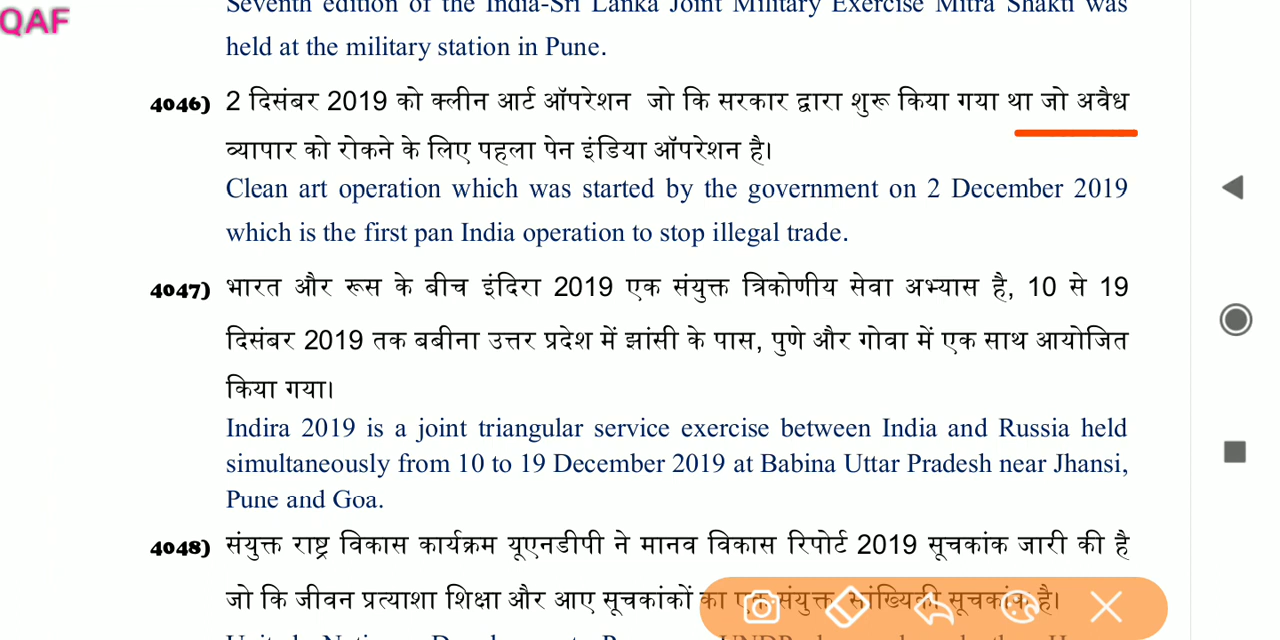 QAF
Seventh edition of the India-Sri Lanka Joint Military Exercise Mitra Shakti was
held at the military station in Pune.
4046) 2 दिसंबर 2019 को क्लीन आर्ट ऑपरेशन जो कि सरकार द्वारा शुरू किया गया था जो अवैध
व्यापार को रोकने के लिए पहला पेन इंडिया ऑपरेशन है।
Clean art operation which was started by the government on 2 December 2019
which is the first pan India operation to stop illegal trade.
4047) भारत और रूस के बीच इंदिरा 2019 एक संयुक्त त्रिकोणीय सेवा अभ्यास है, 10 से 19
दिसंबर 2019 तक बबीना उत्तर प्रदेश में झांसी के पास, पुणे और गोवा में एक साथ आयोजित
किया गया।
Indira 2019 is a joint triangular service exercise between India and Russia held
simultaneously from 10 to 19 December 2019 at Babina Uttar Pradesh near Jhansi,
Pune and Goa.
4048) संयुक्त राष्ट्र विकास कार्यक्रम यूएनडीपी ने मानव विकास रिपोर्ट 2019 सूचकांक जारी की है
जो कि जीवन प्रत्याशा शिक्षा और आए सूचकांकों का एक संयुक्त सांख्यिकी सूचकांक है।